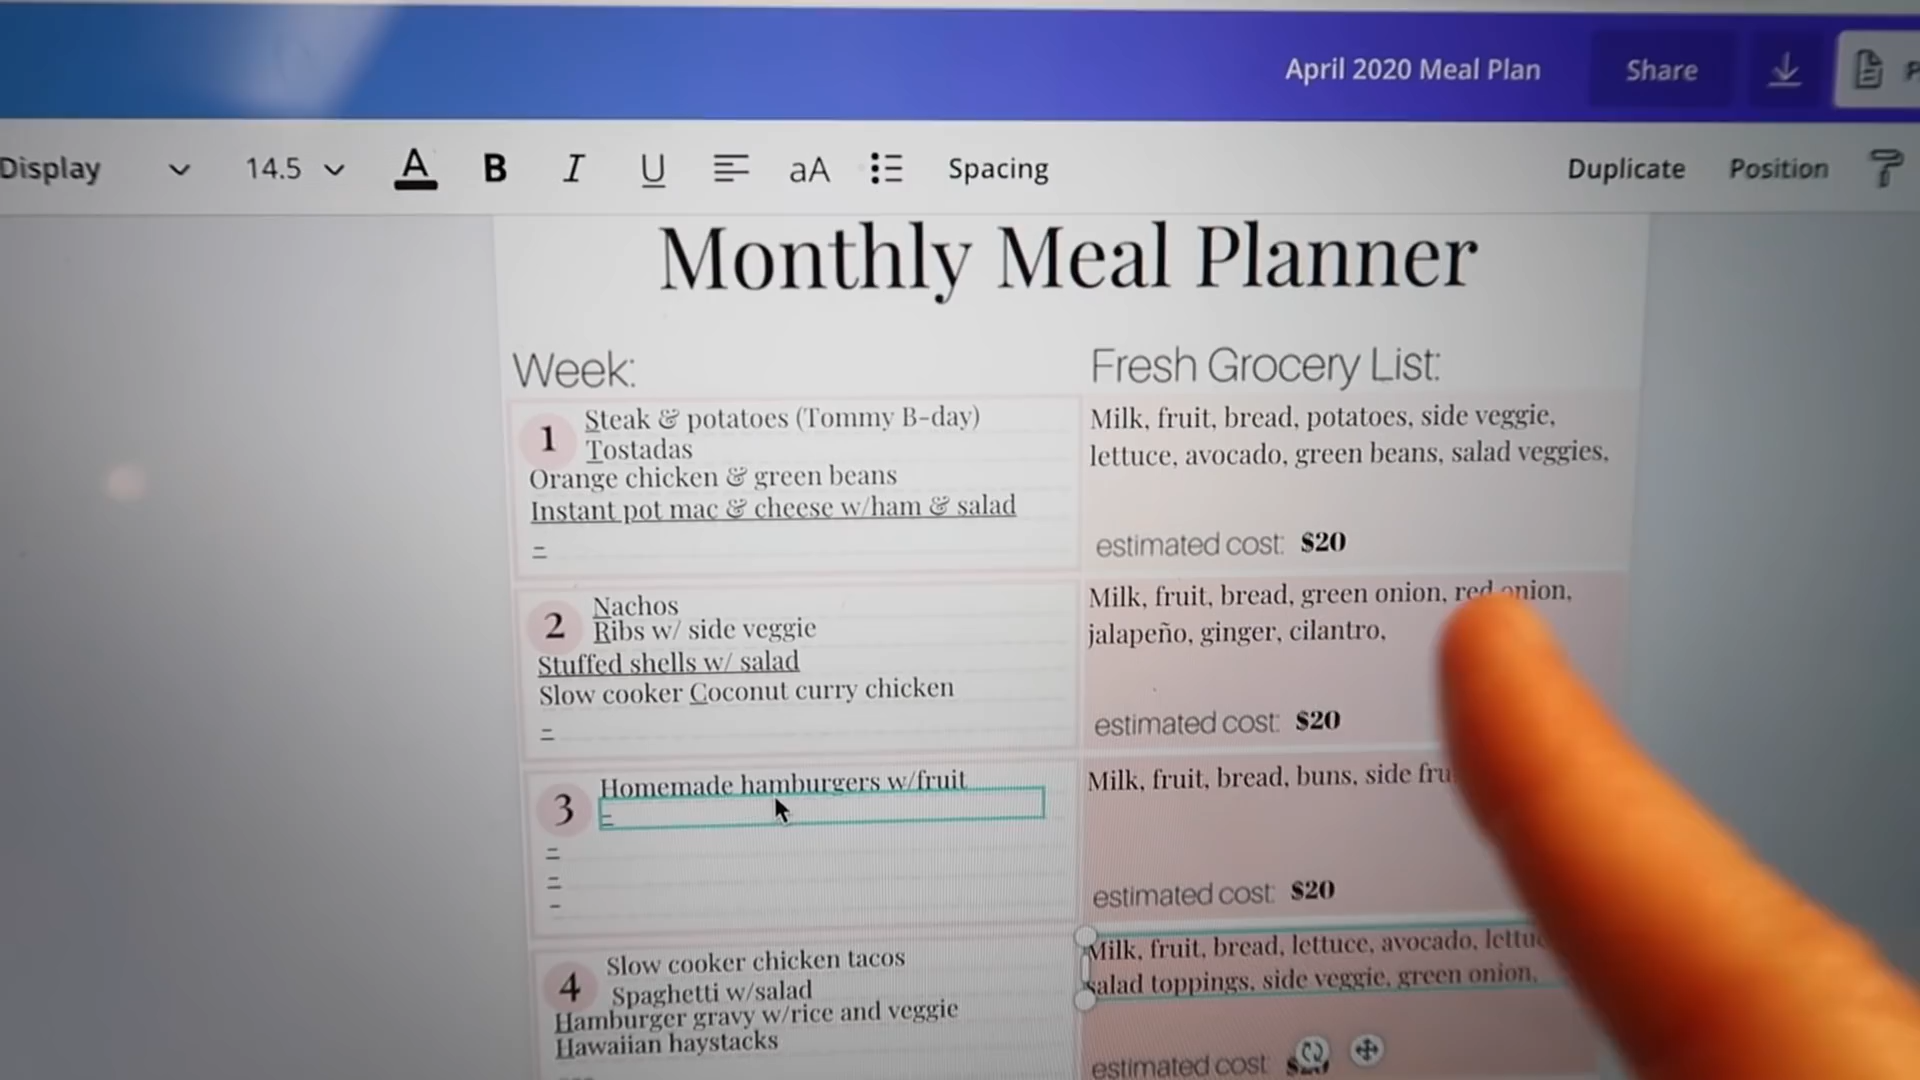 April 2020 Meal Plan
Share
Display
14.5
A
B
I
U
aA
Spacing
Duplicate
Position
Monthly Meal Planner
Week:
Fresh Grocery List:
1
Steak & potatoes (Tommy B-day)
Tostadas
Orange chicken & green beans
Instant pot mac & cheese w/ham & salad
-
Milk, fruit, bread, potatoes, side veggie,
lettuce, avocado, green beans, salad veggies,
estimated cost: $20
2
Nachos
Ribs w/ side veggie
Stuffed shells w/ salad
Slow cooker Coconut curry chicken
-
Milk, fruit, bread, green onion, red onion,
jalapeño, ginger, cilantro,
estimated cost: $20
3
Homemade hamburgers w/fruit
-
-
-
-
Milk, fruit, bread, buns, side
estimated cost: $20
4
Slow cooker chicken tacos
Spaghetti w/salad
Hamburger gravy w/rice and veggie
Hawaiian haystacks
Milk, fruit, bread, lettuce, avocado,
salad toppings, side veggie, green onion,
estimated cost: